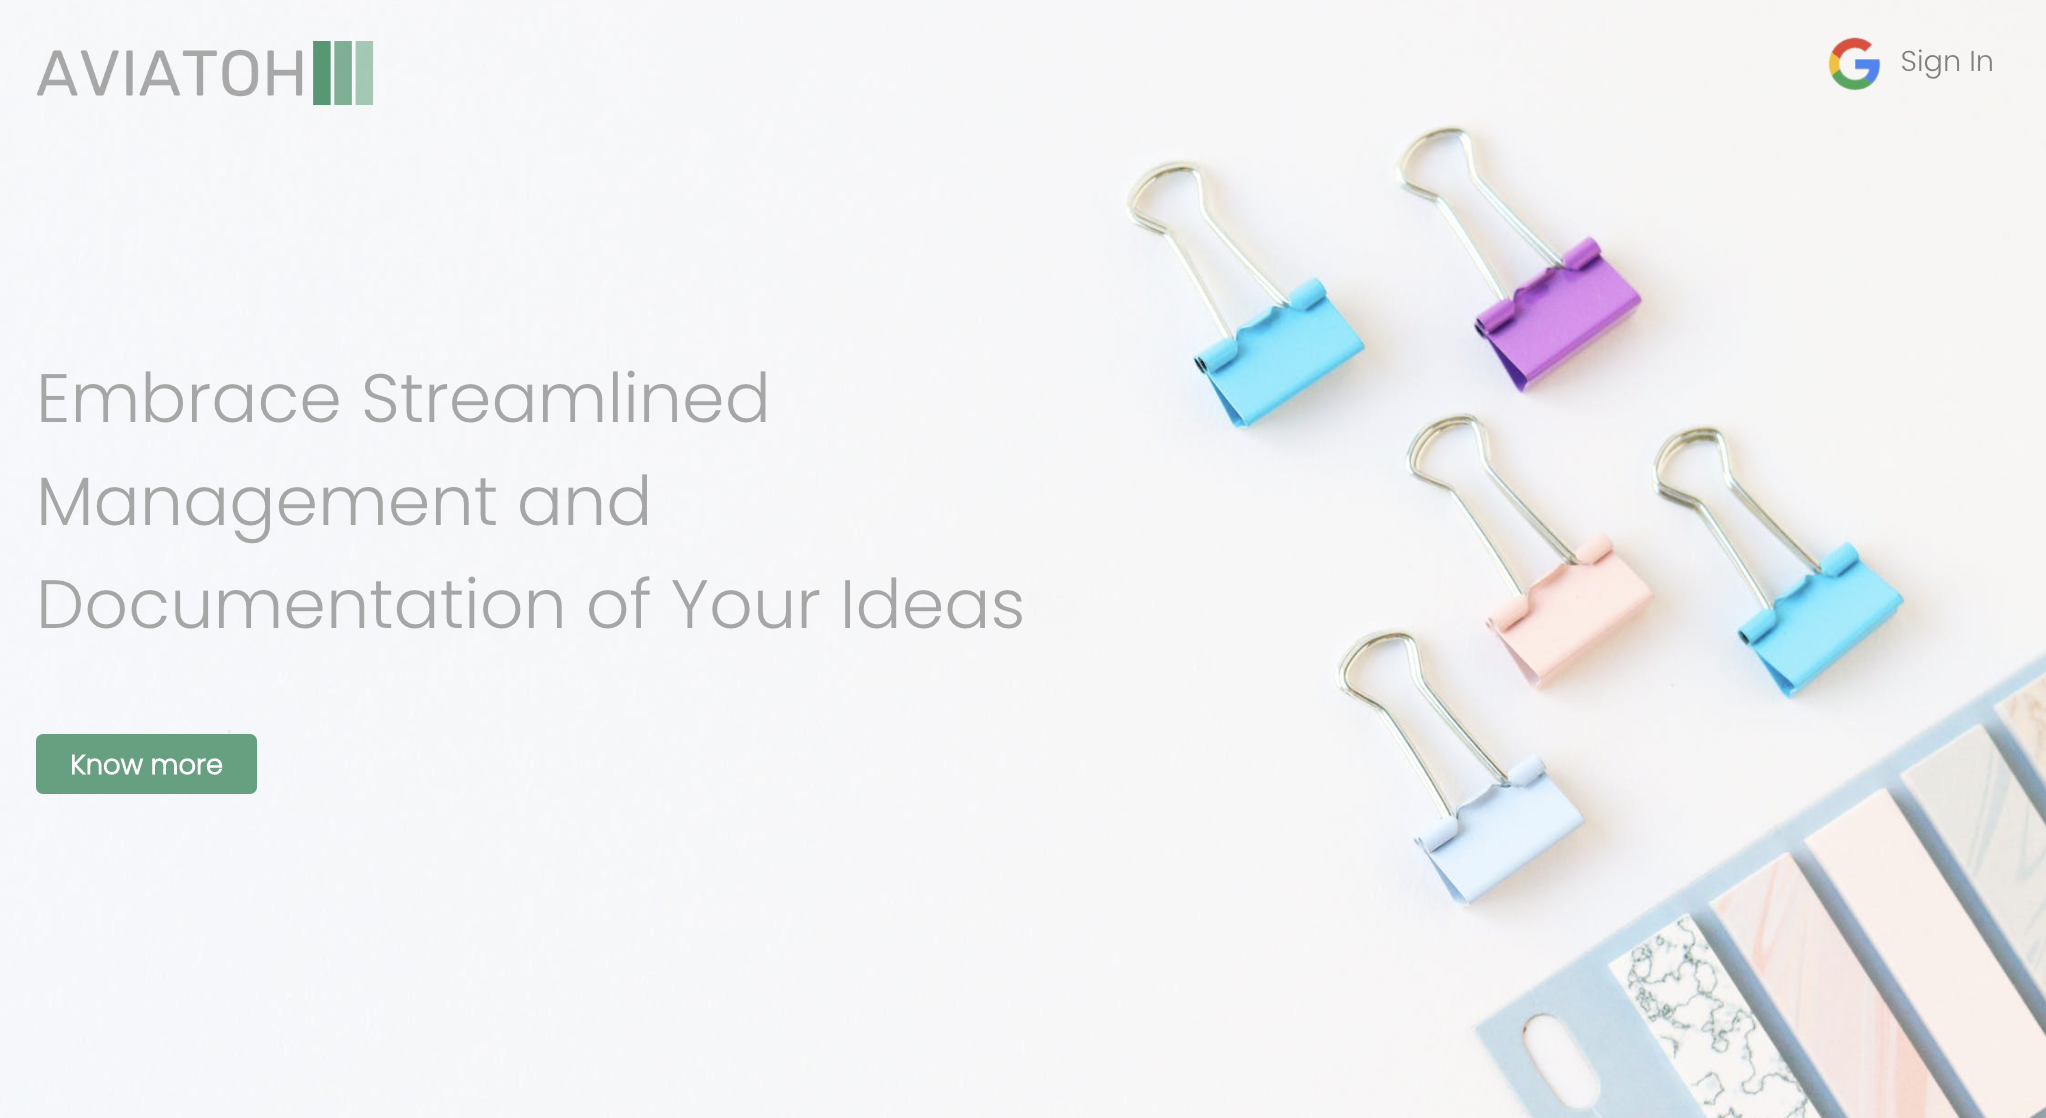 AVIATOH
Sign In
Embrace Streamlined
Management and
Documentation of Your Ideas
Know more